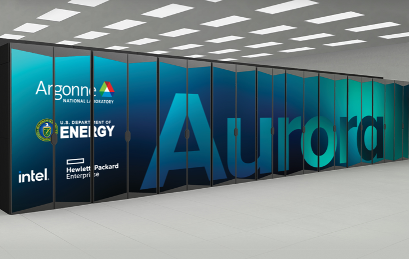 Argonne
NATIONAL LABORATORY
U.S. DEPARTMENT OF
ENERGY
intel.
Hewlett Packard
Enterprise
Aurora